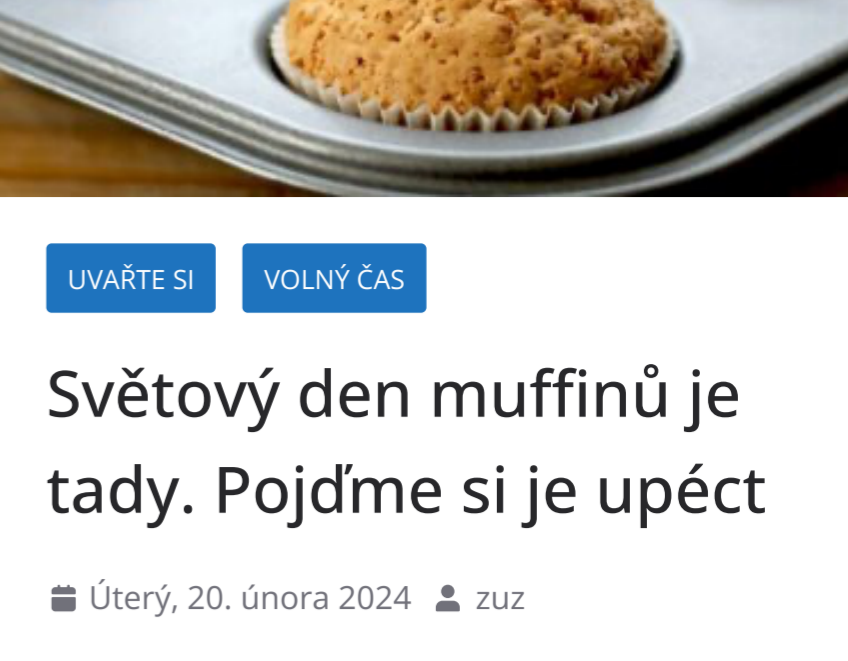 UVAŘTE SI
VOLNÝ ČAS
Světový den muffinů je
tady. Pojďme si je upéct
Úterý, 20. února 2024 zuz